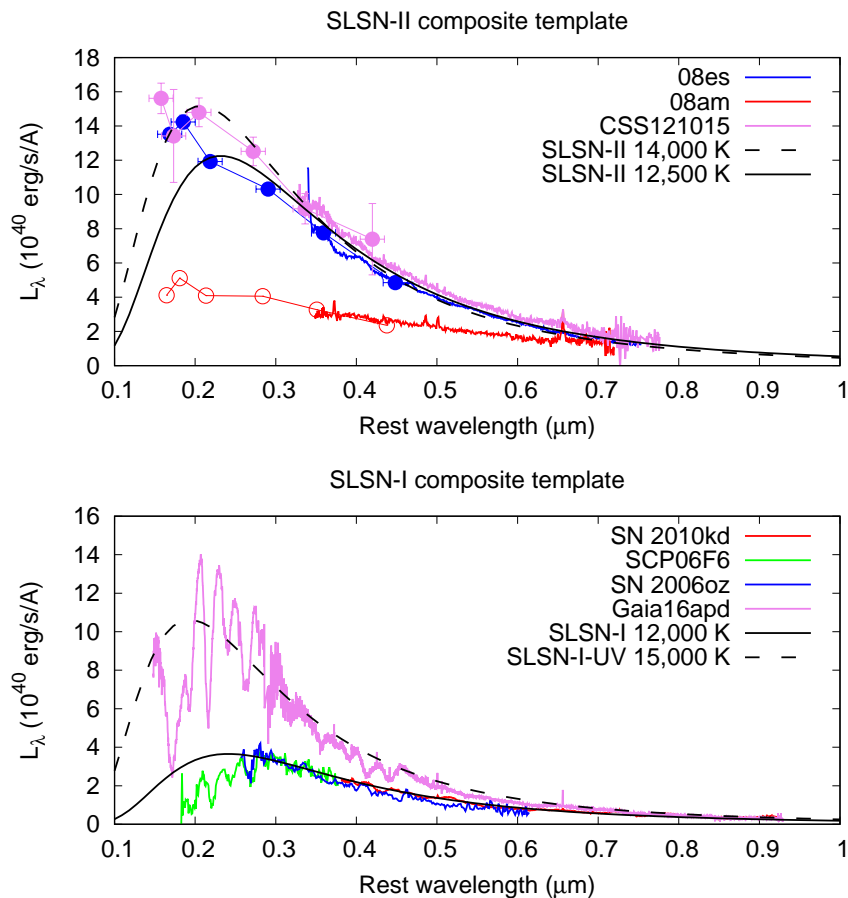 SLSN-II composite template
18
16
14
12
10
8
6
4
2
0
L_λ (10^40 erg/s/A)
08es
08am
CSS121015
SLSN-II 14,000 K
SLSN-II 12,500 K
0.1 0.2 0.3 0.4 0.5 0.6 0.7 0.8 0.9 1
Rest wavelength (μm)
SLSN-I composite template
16
14
12
10
8
6
4
2
0
L_λ (10^40 erg/s/A)
SN 2010kd
SCP06F6
SN 2006oz
Gaia16apd
SLSN-I 12,000 K
SLSN-I-UV 15,000 K
0.1 0.2 0.3 0.4 0.5 0.6 0.7 0.8 0.9 1
Rest wavelength (μm)